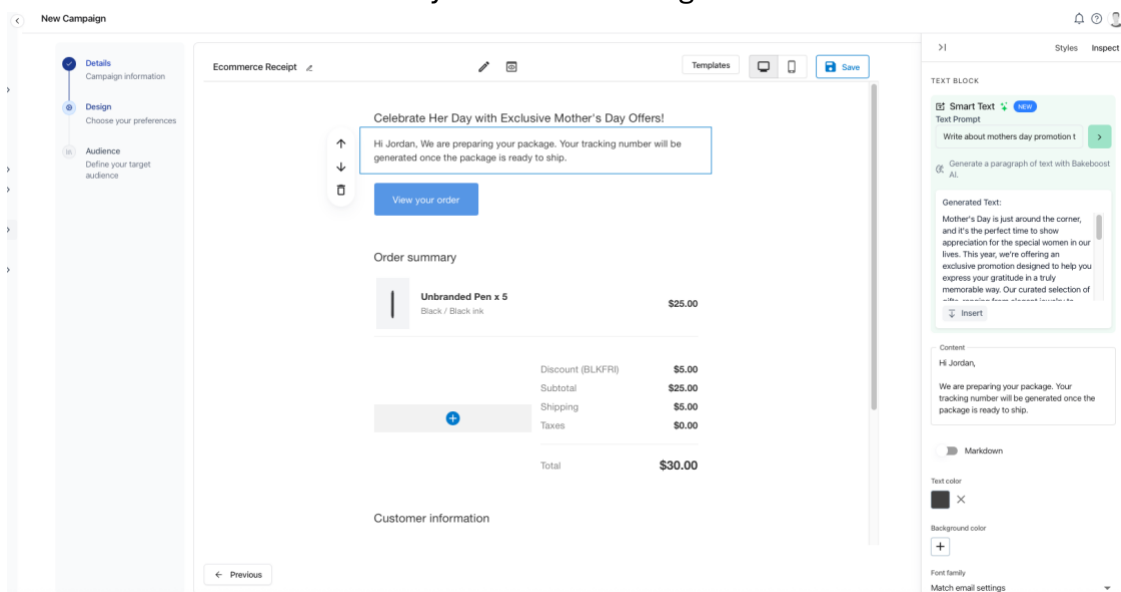 New Campaign
Details
Campaign information
Design
Choose your preferences
Audience
Define your target
audience
Ecommerce Receipt
Templates
Save
Celebrate Her Day with Exclusive Mother's Day Offers!
Hi Jordan, We are preparing your package. Your tracking number will be
generated once the package is ready to ship.
View your order
Order summary
Unbranded Pen x 5
Black / Black ink
$25.00
Discount (BLKFRI) $5.00
Subtotal $25.00
Shipping $5.00
Taxes $0.00
Total $30.00
Customer information
Previous
Styles Inspect
TEXT BLOCK
Smart Text NEW
Text Prompt
Write about mothers day promotion t
Generate a paragraph of text with Bakeboost
AI.
Generated Text:
Mother's Day is just around the corner,
and it's the perfect time to show
appreciation for the special women in our
lives. This year, we're offering an
exclusive promotion designed to help you
express your gratitude in a truly
memorable way. Our curated selection of
Insert
Content
Hi Jordan,
We are preparing your package. Your
tracking number will be generated once the
package is ready to ship.
Markdown
Text color
Background color
Font family
Match email settings